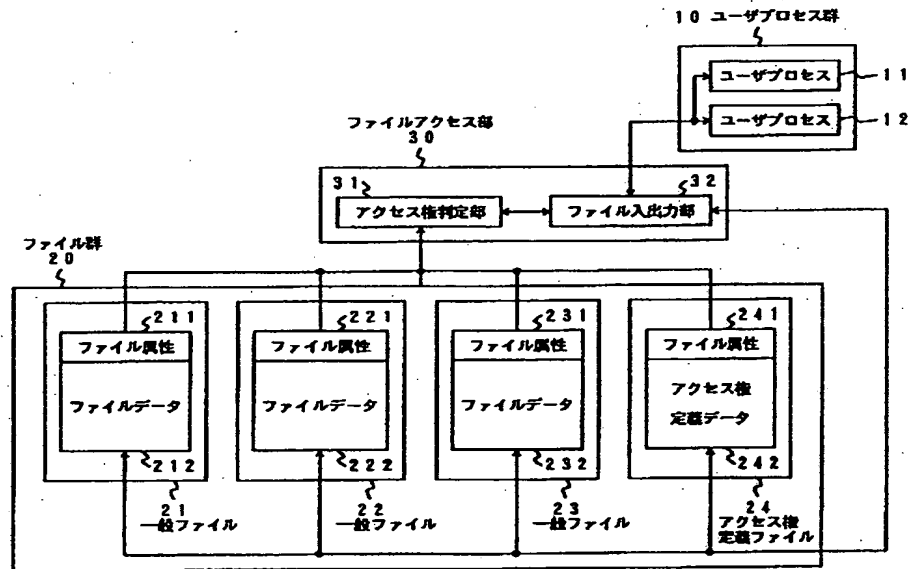 10 ユーザプロセス群
ユーザプロセス
11
ユーザプロセス
12
ファイルアクセス部
30
31
32
アクセス権判定部
ファイル入出力部
ファイル群
20
211
221
231
241
ファイル属性
ファイル属性
ファイル属性
ファイル属性
ファイルデータ
ファイルデータ
ファイルデータ
アクセス権
定義データ
212
222
232
242
21
一般ファイル
22
一般ファイル
23
一般ファイル
24
アクセス権
定義ファイル